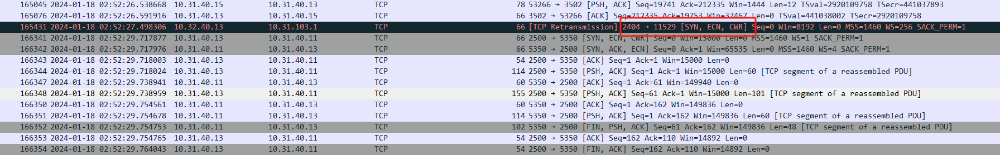 165045 2024-01-18 02:52:26.538668 10.31.40.15 10.31.40.13 TCP 78 53266 → 3502 [PSH, ACK] Seq=19741 Ack=212335 Win=1444 Len=12 TSval=2920109758 TSecr=441037893
165076 2024-01-18 02:52:26.591916 10.31.40.13 10.31.40.15 TCP 66 3502 → 53266 [ACK] Seq=212335 Ack=19753 Win=37467 Len=0 TSval=441038002 TSecr=2920109758
165431 2024-01-18 02:52:27.498306 10.32.40.13 10.31.103.1 TCP 66 [TCP Retransmission] 2404 → 11529 [SYN, ECN, CWR] Seq=0 Win=8192 Len=0 MSS=1460 WS=256 SACK_PERM=1
166341 2024-01-18 02:52:29.717877 10.31.40.13 10.31.40.11 TCP 66 2500 → 5350 [SYN, ECN, CWR] Seq=0 Win=15000 Len=0 MSS=1460 WS=1 SACK_PERM=1
166342 2024-01-18 02:52:29.717976 10.31.40.11 10.31.40.13 TCP 66 5350 → 2500 [SYN, ACK, ECN] Seq=0 Ack=1 Win=65535 Len=0 MSS=1460 WS=4 SACK_PERM=1
166343 2024-01-18 02:52:29.718003 10.31.40.13 10.31.40.11 TCP 54 2500 → 5350 [ACK] Seq=1 Ack=1 Win=15000 Len=0
166344 2024-01-18 02:52:29.718024 10.31.40.13 10.31.40.11 TCP 114 2500 → 5350 [PSH, ACK] Seq=1 Ack=1 Win=15000 Len=60 [TCP segment of a reassembled PDU]
166347 2024-01-18 02:52:29.738941 10.31.40.11 10.31.40.13 TCP 60 5350 → 2500 [ACK] Seq=1 Ack=61 Win=149940 Len=0
166348 2024-01-18 02:52:29.738959 10.31.40.13 10.31.40.11 TCP 155 2500 → 5350 [PSH, ACK] Seq=61 Ack=1 Win=15000 Len=101 [TCP segment of a reassembled PDU]
166350 2024-01-18 02:52:29.754561 10.31.40.11 10.31.40.13 TCP 60 5350 → 2500 [ACK] Seq=1 Ack=162 Win=149836 Len=0
166351 2024-01-18 02:52:29.754678 10.31.40.11 10.31.40.13 TCP 114 5350 → 2500 [PSH, ACK] Seq=1 Ack=162 Win=149836 Len=60 [TCP segment of a reassembled PDU]
166352 2024-01-18 02:52:29.754753 10.31.40.11 10.31.40.13 TCP 102 5350 → 2500 [FIN, PSH, ACK] Seq=61 Ack=162 Win=149836 Len=48 [TCP segment of a reassembled PDU]
166353 2024-01-18 02:52:29.754765 10.31.40.13 10.31.40.11 TCP 54 2500 → 5350 [ACK] Seq=162 Ack=110 Win=14892 Len=0
166354 2024-01-18 02:52:29.764043 10.31.40.13 10.31.40.11 TCP 54 2500 → 5350 [FIN, ACK] Seq=162 Ack=110 Win=14892 Len=0